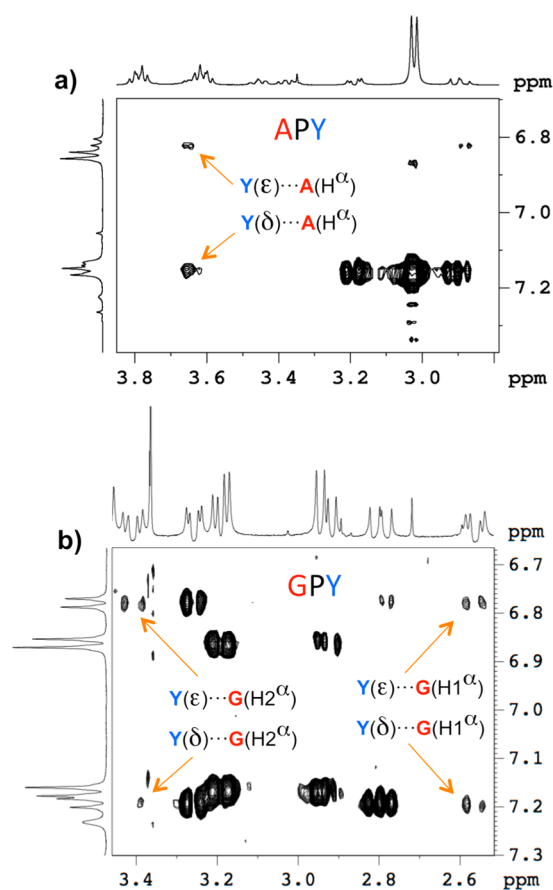 a)
ppm
APY
6.8
Y(ε)···A(Hα)
7.0
Y(δ)···A(Hα)
7.2
3.8 3.6 3.4 3.2 3.0 ppm
b)
ppm
GPY
6.7
6.8
6.9
Y(ε)···G(H2α) Y(ε)···G(H1α)
7.0
Y(δ)···G(H2α) Y(δ)···G(H1α)
7.1
7.2
7.3
3.4 3.2 3.0 2.8 2.6 ppm